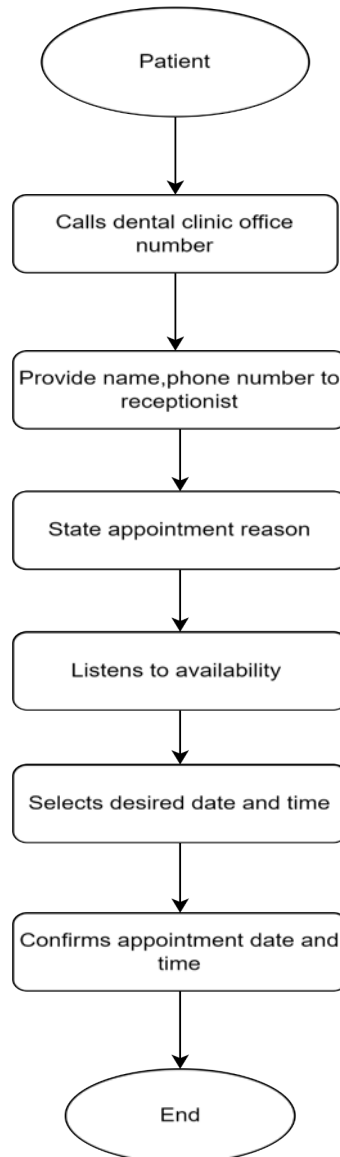 Patient
Calls dental clinic office
number
Provide name,phone number to
receptionist
State appointment reason
Listens to availability
Selects desired date and time
Confirms appointment date and
time
End